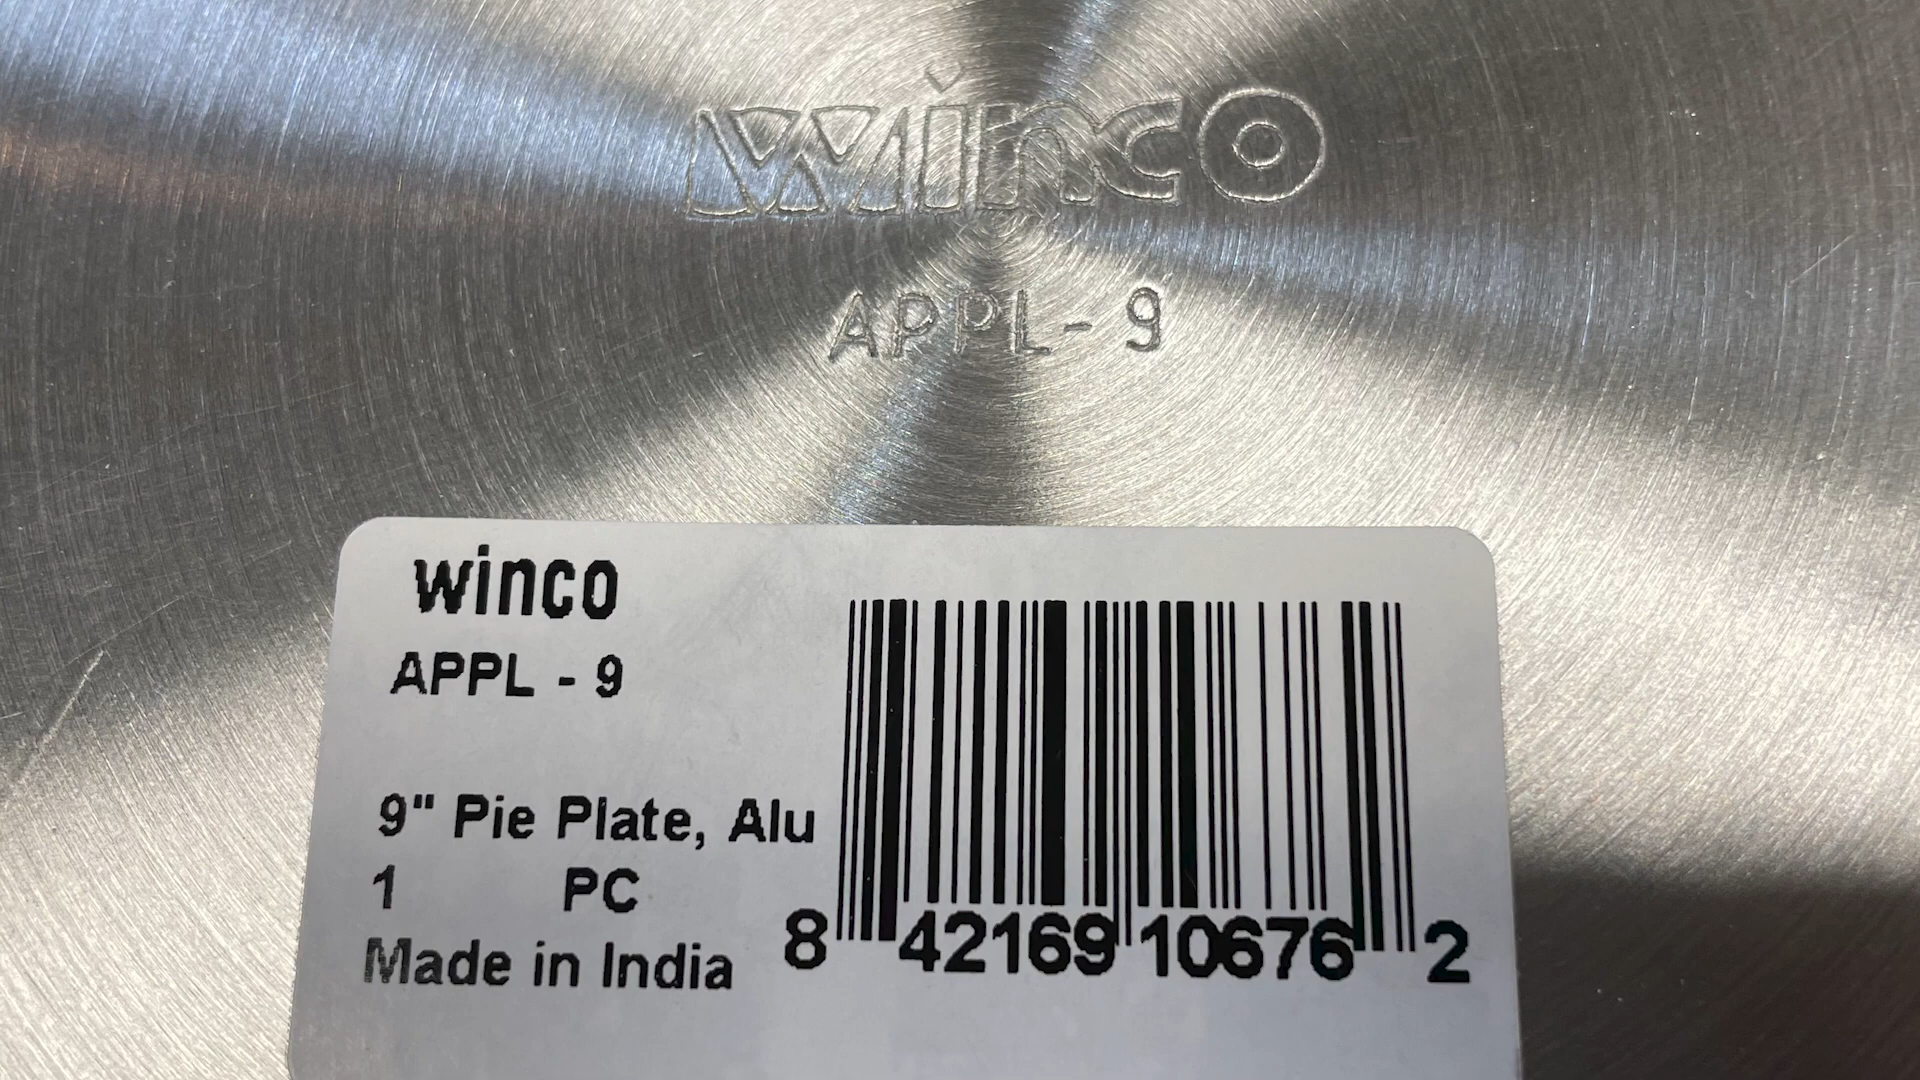 winco
APPL-9
winco
APPL - 9
9" Pie Plate, Alu
1 PC
Made in India
8 42169 10676 2